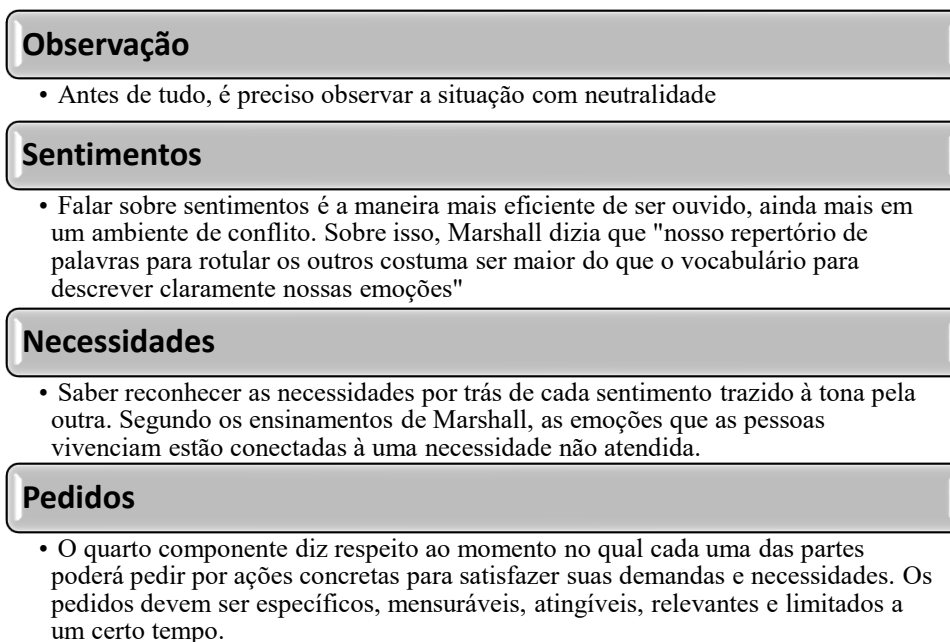 Observação
• Antes de tudo, é preciso observar a situação com neutralidade
Sentimentos
• Falar sobre sentimentos é a maneira mais eficiente de ser ouvido, ainda mais em
um ambiente de conflito. Sobre isso, Marshall dizia que "nosso repertório de
palavras para rotular os outros costuma ser maior do que o vocabulário para
descrever claramente nossas emoções"
Necessidades
• Saber reconhecer as necessidades por trás de cada sentimento trazido à tona pela
outra. Segundo os ensinamentos de Marshall, as emoções que as pessoas
vivenciam estão conectadas à uma necessidade não atendida.
Pedidos
• O quarto componente diz respeito ao momento no qual cada uma das partes
poderá pedir por ações concretas para satisfazer suas demandas e necessidades. Os
pedidos devem ser específicos, mensuráveis, atingíveis, relevantes e limitados a
um certo tempo.